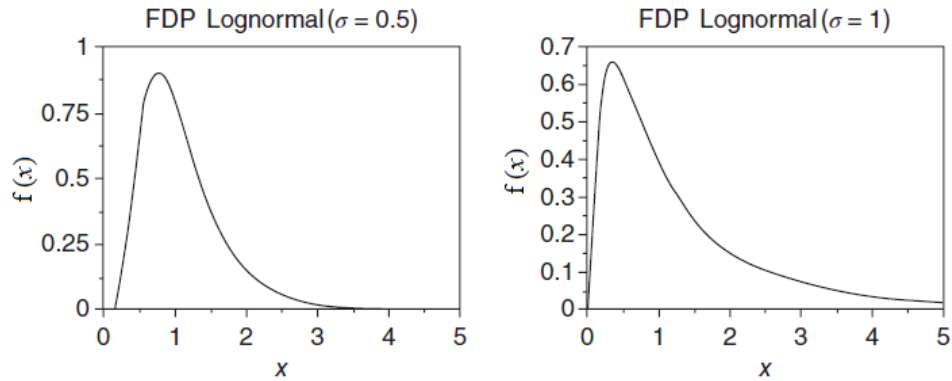 FDP Lognormal (σ = 0.5)
1
0.75
0.5
0.25
0
f (x)
0 1 2 3 4 5
x
FDP Lognormal (σ = 1)
0.7
0.6
0.5
0.4
0.3
0.2
0.1
0
f (x)
0 1 2 3 4 5
x